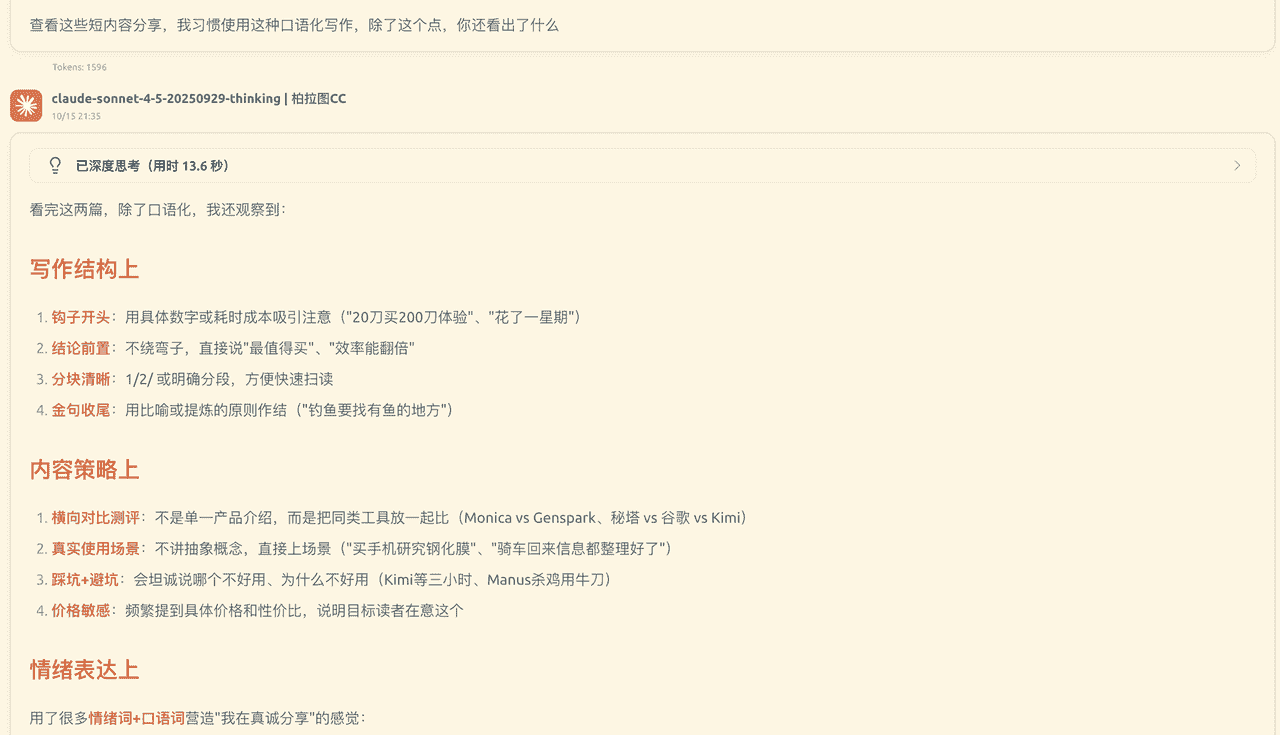 查看这些短内容分享，我习惯使用这种口语化写作，除了这个点，你还看出了什么
Tokens: 1596
claude-sonnet-4-5-20250929-thinking | 柏拉图CC
10/15 21:35
已深度思考（用时 13.6 秒）
看完这两篇，除了口语化，我还观察到：
写作结构上
1. 钩子开头：用具体数字或耗时成本吸引注意（"20刀买200刀体验"、"花了一星期"）
2. 结论前置：不绕弯子，直接说"最值得买"、"效率能翻倍"
3. 分块清晰：1/2/ 或明确分段，方便快速扫读
4. 金句收尾：用比喻或提炼的原则作结（"钓鱼要找有鱼的地方"）
内容策略上
1. 横向对比测评：不是单一产品介绍，而是把同类工具放一起比（Monica vs Genspark、秘塔 vs 谷歌 vs Kimi）
2. 真实使用场景：不讲抽象概念，直接上场景（"买手机研究钢化膜"、"骑车回来信息都整理好了"）
3. 踩坑+避坑：会坦诚说哪个不好用、为什么不好用（Kimi等三小时、Manus杀鸡用牛刀）
4. 价格敏感：频繁提到具体价格和性价比，说明目标读者在意这个
情绪表达上
用了很多情绪词+口语词营造"我在真诚分享"的感觉：